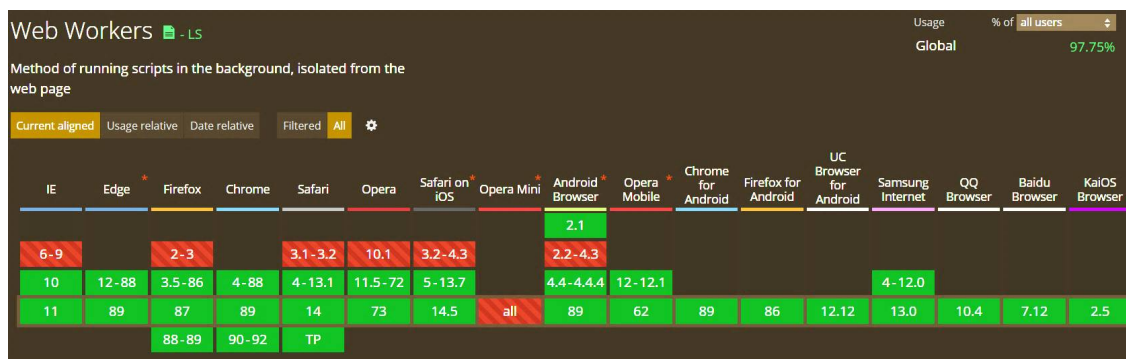 Web Workers - LS
Usage % of all users
Global 97.75%
Method of running scripts in the background, isolated from the
web page
Current aligned Usage relative Date relative Filtered All
IE Edge * Firefox Chrome Safari Opera Safari on iOS * Opera Mini * Android Browser * Opera Mobile * Chrome for Android Firefox for Android UC Browser for Android Samsung Internet QQ Browser Baidu Browser KaiOS Browser
2.1
6-9 2-3 3.1-3.2 10.1 3.2-4.3 2.2-4.3
10 12-88 3.5-86 4-88 4-13.1 11.5-72 5-13.7 4.4-4.4.4 12-12.1 4-12.0
11 89 87 89 14 73 14.5 all 89 62 89 86 12.12 13.0 10.4 7.12 2.5
88-89 90-92 TP